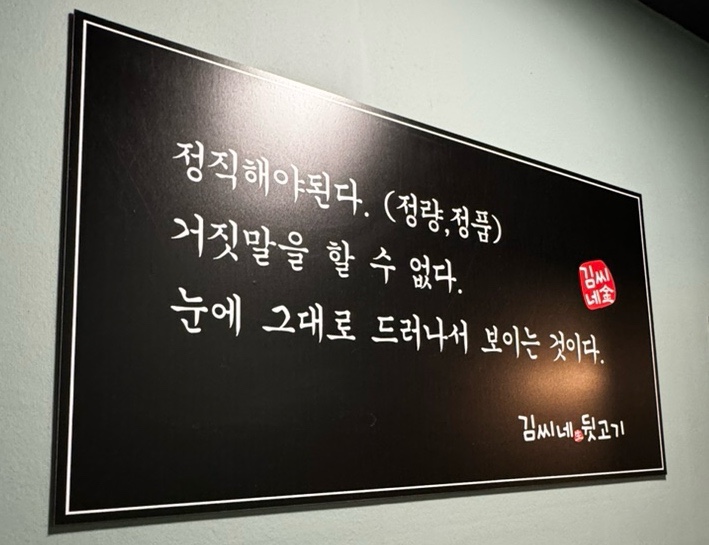 정직해야된다. (정량,정품)
거짓말을 할 수 없다.
눈에 그대로 드러나서 보이는 것이다.
김씨
네金
김씨네 뒷고기